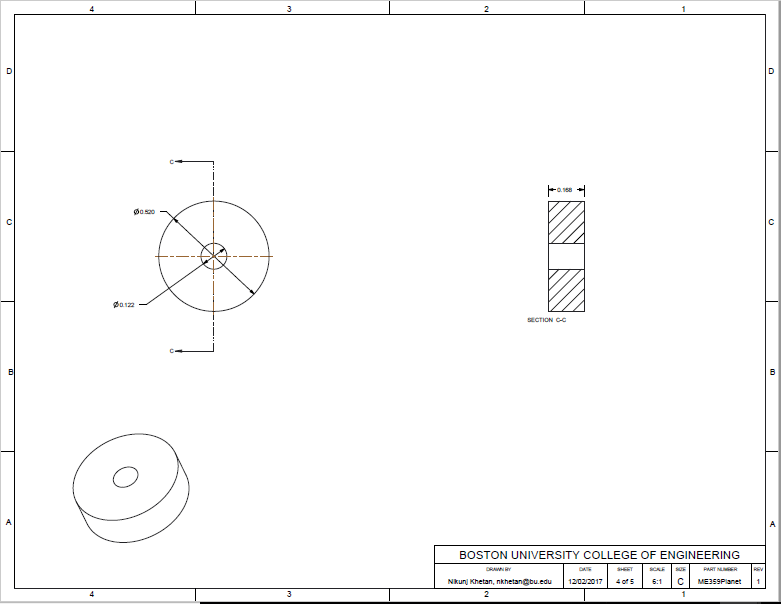 4 3 2 1
D D
C
0.168
Ø0.520
C C
Ø0.122
SECTION C-C
C
B B
A A
BOSTON UNIVERSITY COLLEGE OF ENGINEERING
DRAWN BY DATE SHEET SCALE SIZE PART NUMBER REV
Nikunj Khetan, nkhetan@bu.edu 12/02/2017 4 of 5 6:1 C ME359Planet 1
4 3 2 1